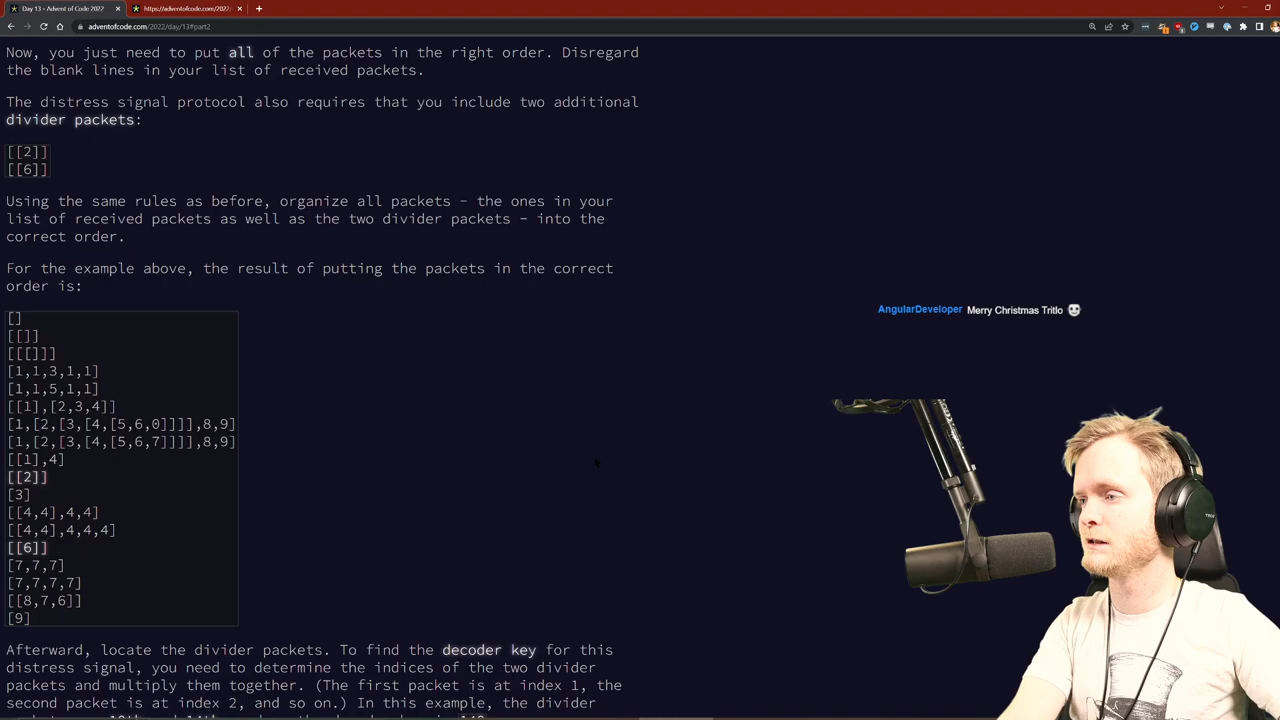 Day 13 - Advent of Code 2022
https://adventofcode.com/2022/
adventofcode.com/2022/day/13#part2
Now, you just need to put all of the packets in the right order. Disregard
the blank lines in your list of received packets.
The distress signal protocol also requires that you include two additional
divider packets:
[[2]]
[[6]]
Using the same rules as before, organize all packets - the ones in your
list of received packets as well as the two divider packets - into the
correct order.
For the example above, the result of putting the packets in the correct
order is:
[]
[[]]
[[[]]]
[1,1,3,1,1]
[1,1,5,1,1]
[[1],[2,3,4]]
[1,[2,[3,[4,[5,6,0]]]],8,9]
[1,[2,[3,[4,[5,6,7]]]],8,9]
[[1],4]
[[2]]
[3]
[[4,4],4,4]
[[4,4],4,4,4]
[[6]]
[7,7,7]
[7,7,7,7]
[[8,7,6]]
[9]
Afterward, locate the divider packets. To find the decoder key for this
distress signal, you need to determine the indices of the two divider
packets and multiply them together. (The first packet is at index 1, the
second packet is at index 2, and so on.) In this example, the divider
AngularDeveloper Merry Christmas Tritlo